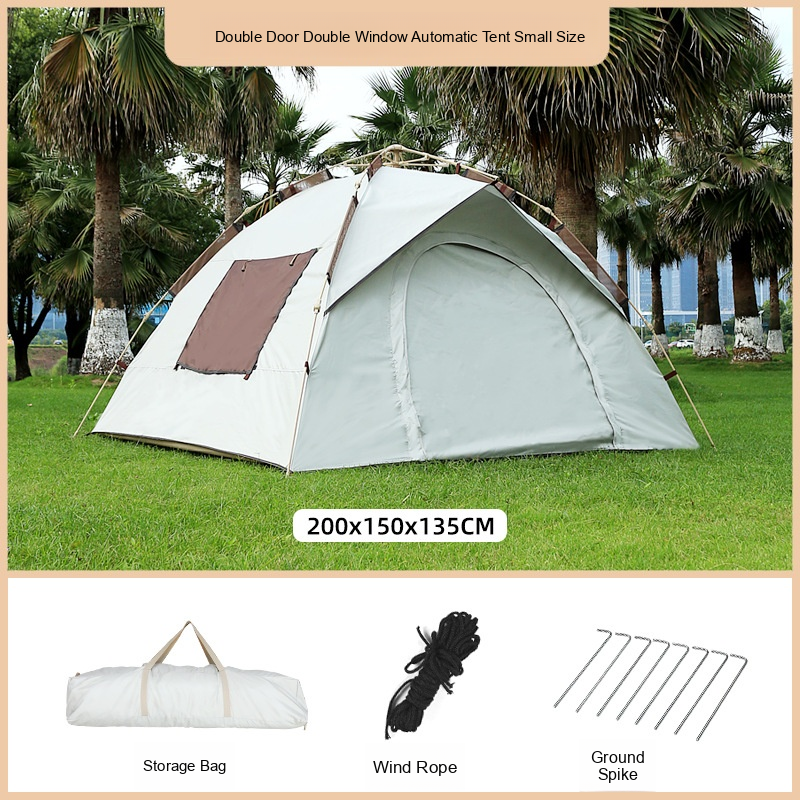 Double Door Double Window Automatic Tent Small Size
200x150x135CM
Storage Bag
Wind Rope
Ground
Spike